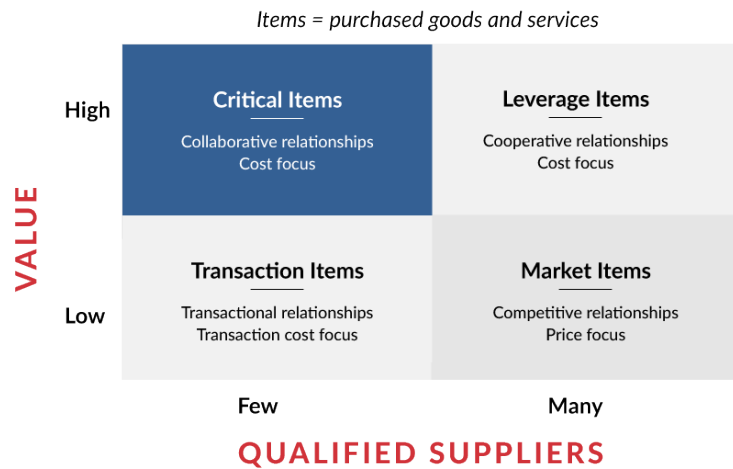 Items = purchased goods and services
High
Critical Items
Collaborative relationships
Cost focus
Leverage Items
Cooperative relationships
Cost focus
VALUE
Low
Transaction Items
Transactional relationships
Transaction cost focus
Market Items
Competitive relationships
Price focus
Few
Many
QUALIFIED SUPPLIERS